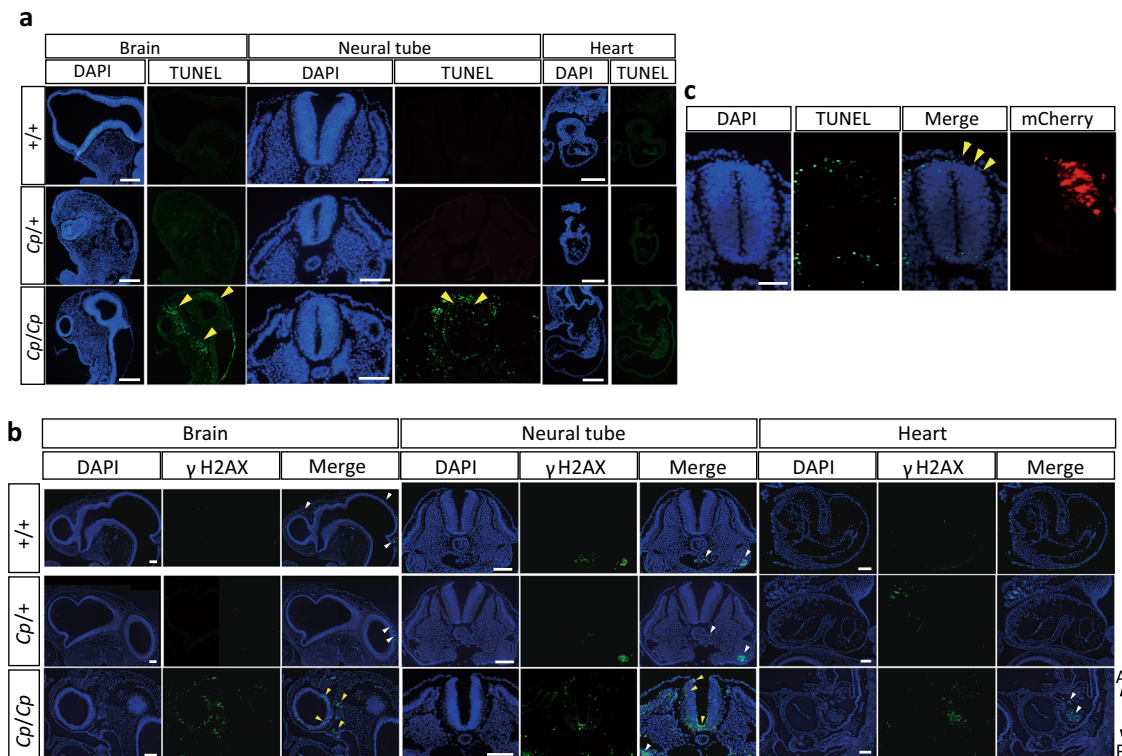 a
Brain Neural tube Heart
DAPI TUNEL DAPI TUNEL DAPI TUNEL
+/+
Cp/+
Cp/Cp
c
DAPI TUNEL Merge mCherry
b
Brain Neural tube Heart
DAPI γ H2AX Merge DAPI γ H2AX Merge DAPI γ H2AX Merge
+/+
Cp/+
Cp/Cp
A